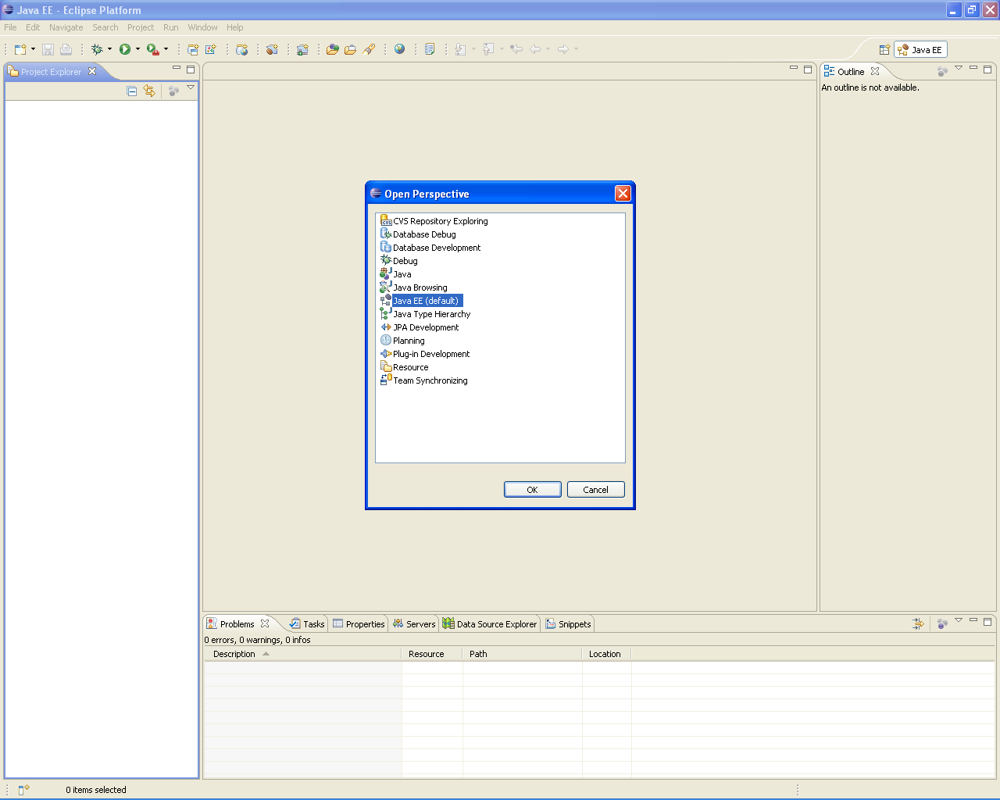 Java EE - Eclipse Platform
File Edit Navigate Search Project Run Window Help
Java EE
Project Explorer
Outline
An outline is not available.
Open Perspective
CVS Repository Exploring
Database Debug
Database Development
Debug
Java
Java Browsing
Java EE (default)
Java Type Hierarchy
JPA Development
Planning
Plug-in Development
Resource
Team Synchronizing
OK Cancel
Problems Tasks Properties Servers Data Source Explorer Snippets
0 errors, 0 warnings, 0 infos
Description Resource Path Location
0 items selected